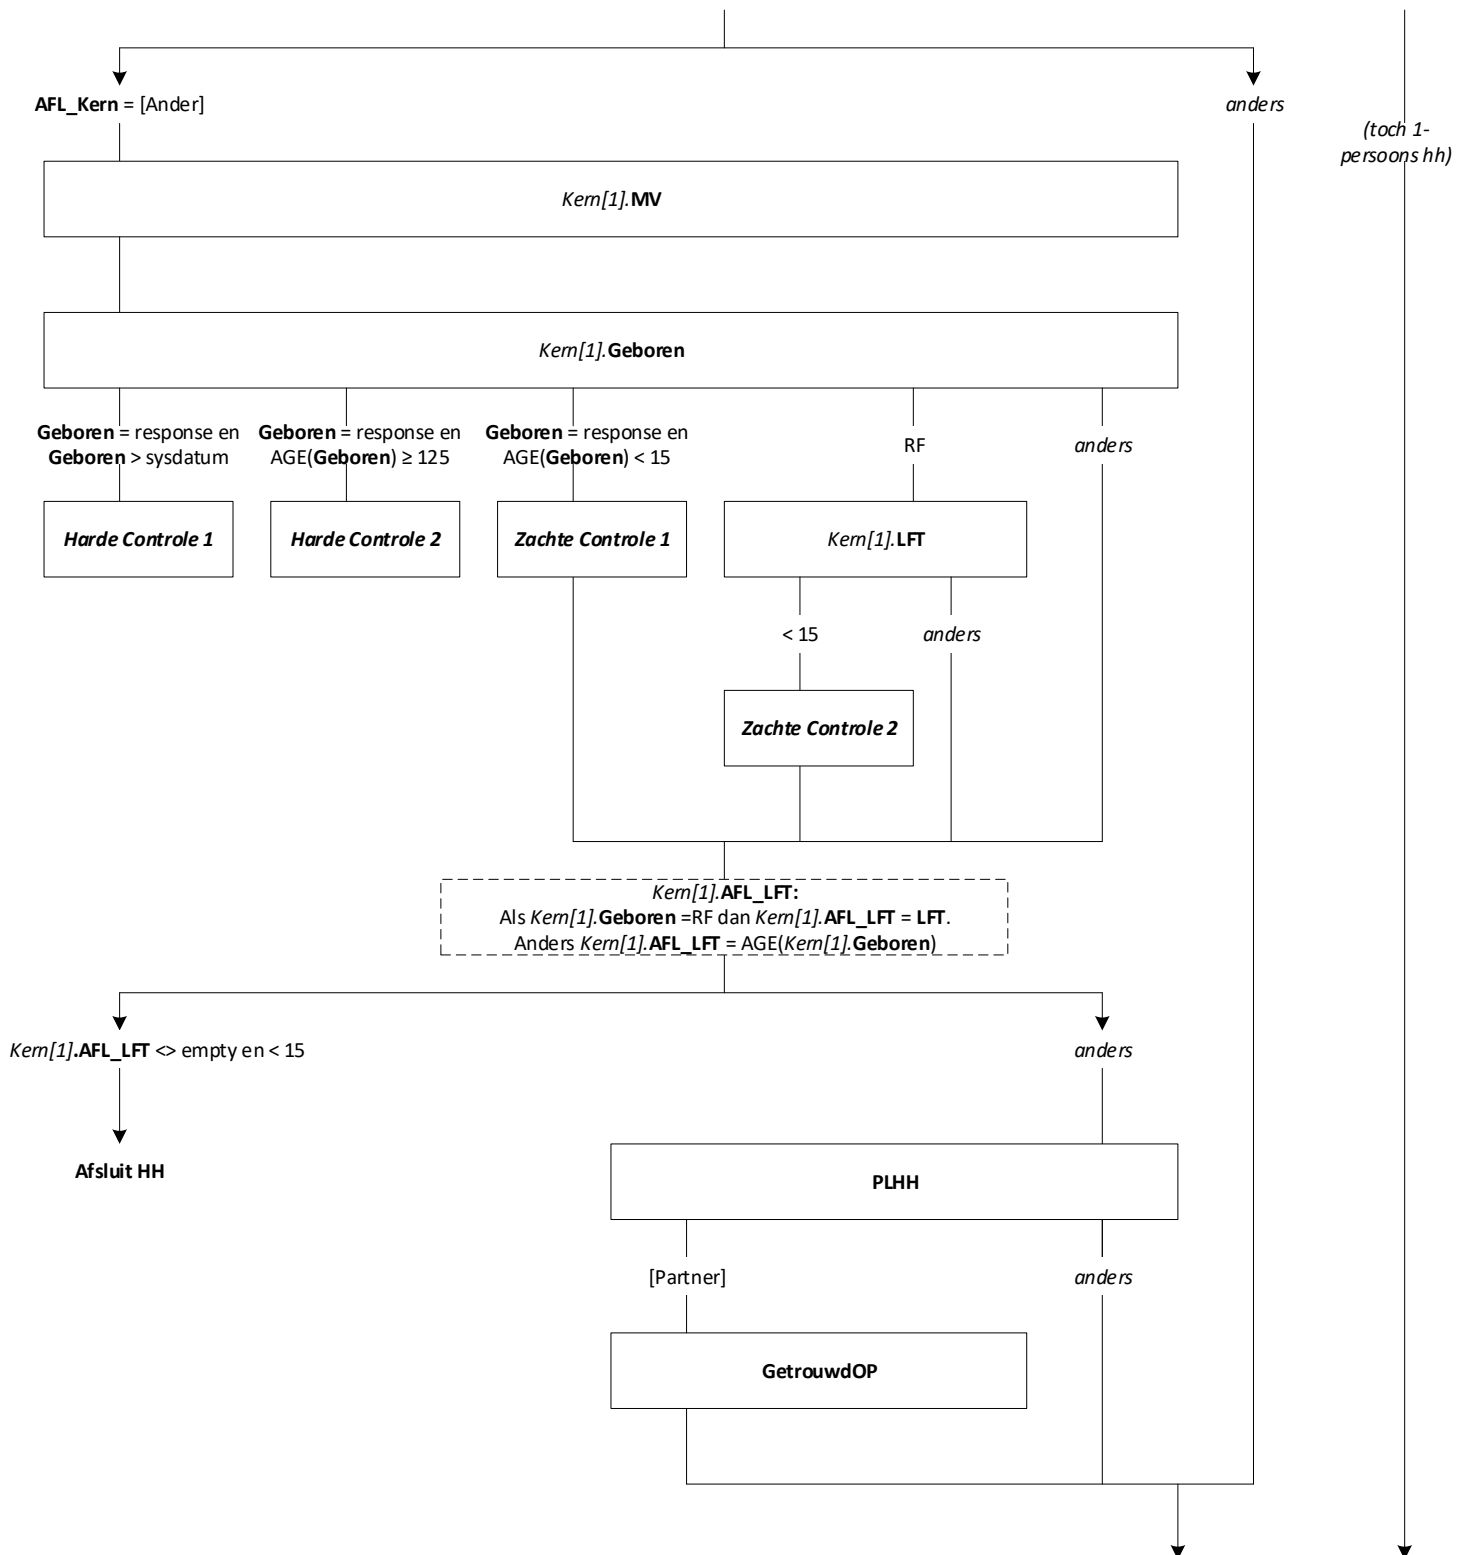 AFL_Kern = [Ander]
anders
(toch 1-
persoons hh)
Kern[1].MV
Kern[1].Geboren
Geboren = response en
Geboren > sysdatum
Geboren = response en
AGE(Geboren) ≥ 125
Geboren = response en
AGE(Geboren) < 15
RF
anders
Harde Controle 1
Harde Controle 2
Zachte Controle 1
Kern[1].LFT
< 15
anders
Zachte Controle 2
Kern[1].AFL_LFT:
Als Kern[1].Geboren =RF dan Kern[1].AFL_LFT = LFT.
Anders Kern[1].AFL_LFT = AGE(Kern[1].Geboren)
Kern[1].AFL_LFT <> empty en < 15
anders
Afsluit HH
PLHH
[Partner]
anders
GetrouwdOP